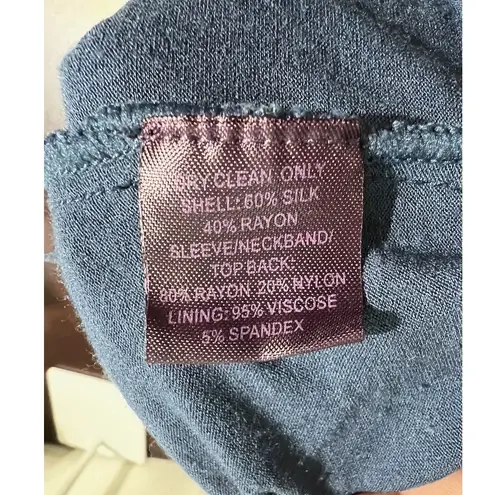 DRY CLEAN ONLY
SHELL: 60% SILK
40% RAYON
SLEEVE/NECKBAND/
TOP BACK:
80% RAYON 20% NYLON
LINING: 95% VISCOSE
5% SPANDEX